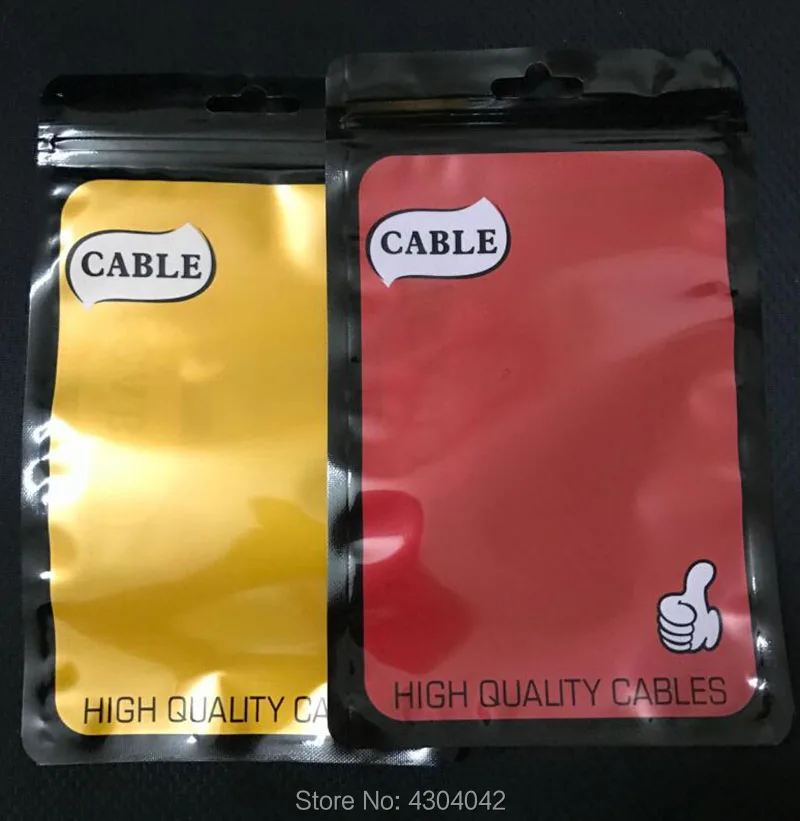 CABLE
HIGH QUALITY CA
CABLE
HIGH QUALITY CABLES
Store No: 4304042